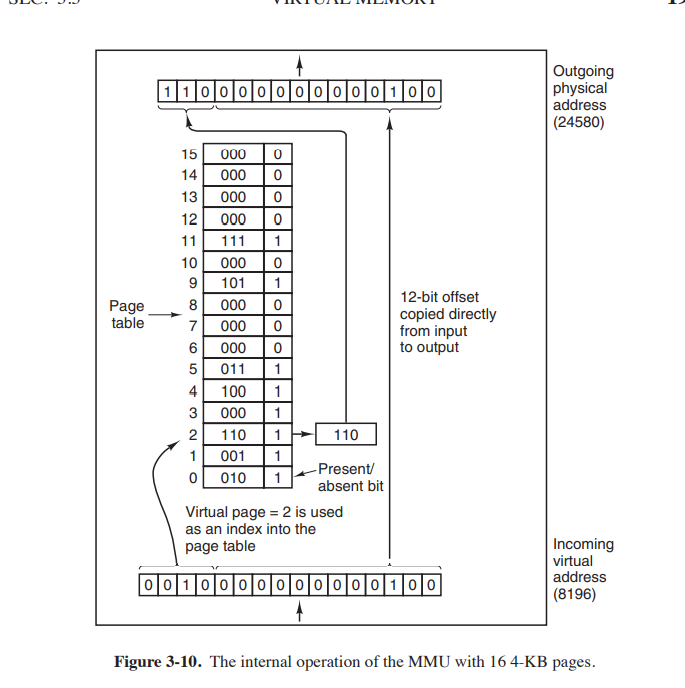 SEC. 3.3 VIRTUAL MEMORY
Outgoing
physical
address
(24580)
1 1 0 0 0 0 0 0 0 0 0 0 1 0 0
15 000 0
14 000 0
13 000 0
12 000 0
11 111 1
10 000 0
9 101 1
8 000 0
7 000 0
6 000 0
5 011 1
4 100 1
3 000 1
2 110 1
1 001 1
0 010 1
Page
table
110
12-bit offset
copied directly
from input
to output
Present/
absent bit
Virtual page = 2 is used
as an index into the
page table
0 0 1 0 0 0 0 0 0 0 0 0 0 1 0 0
Incoming
virtual
address
(8196)
Figure 3-10. The internal operation of the MMU with 16 4-KB pages.